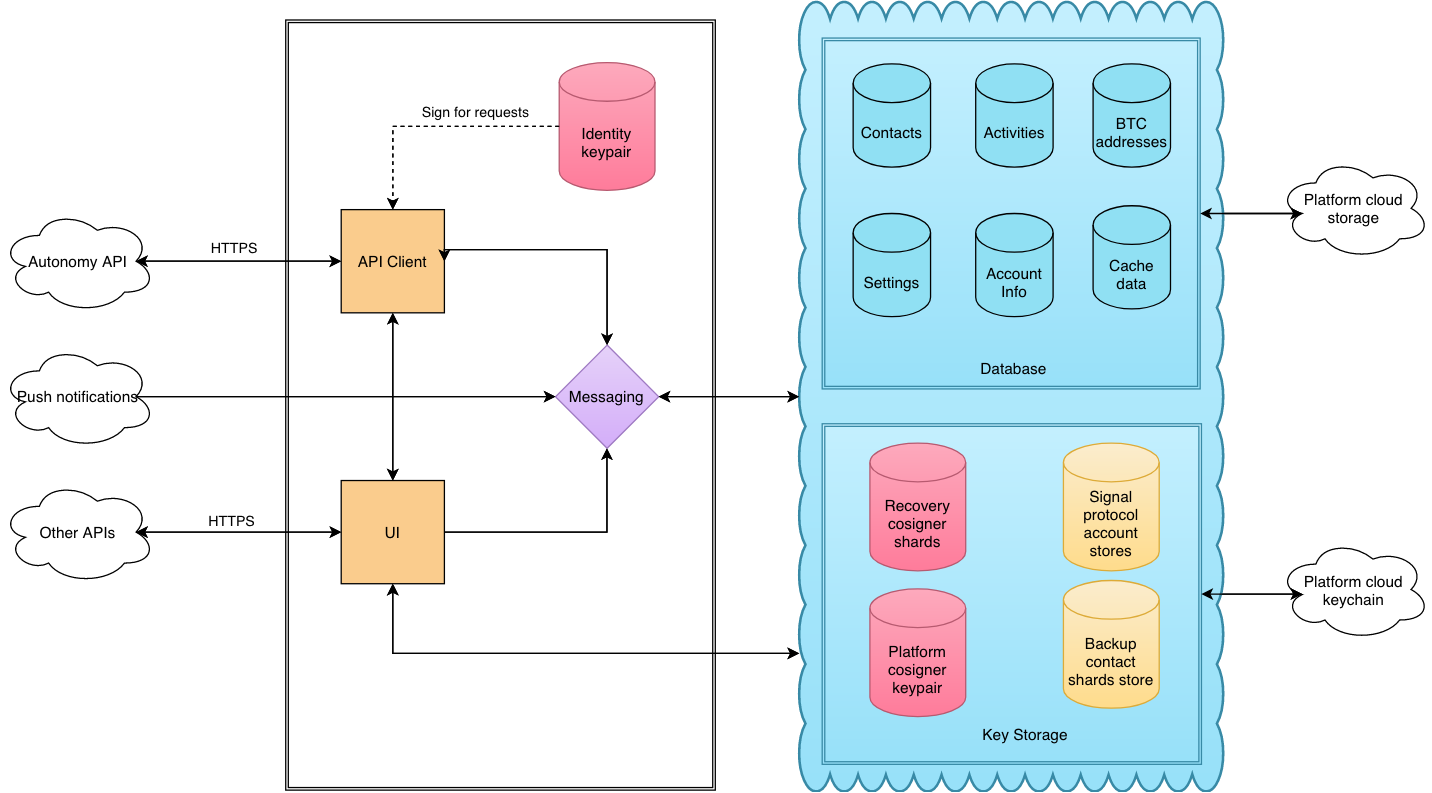 Sign for requests
Identity
keypair
HTTPS
Autonomy API
API Client
Push notifications
Messaging
HTTPS
Other APIs
UI
Contacts
Activities
BTC
addresses
Settings
Account
Info
Cache
data
Database
Platform cloud
storage
Recovery
cosigner
shards
Signal
protocol
account
stores
Platform
cosigner
keypair
Backup
contact
shards store
Key Storage
Platform cloud
keychain